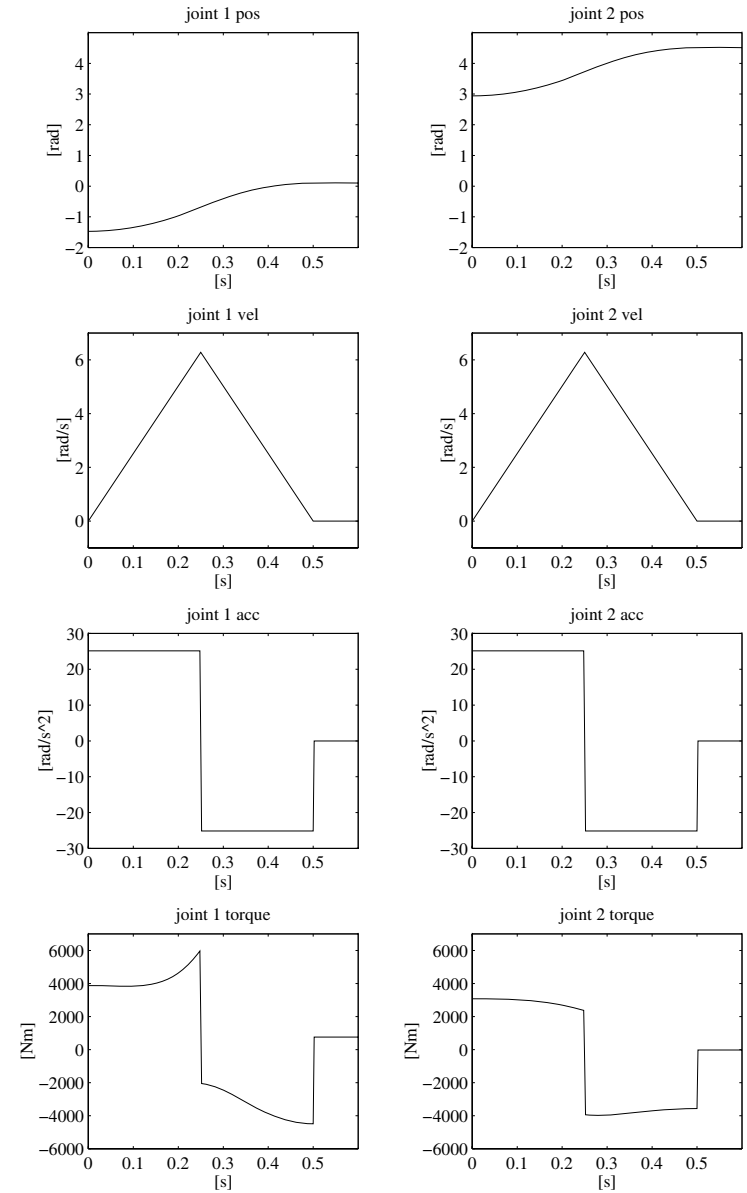 joint 1 pos
4
3
2
1
0
−1
−2
[rad]
0 0.1 0.2 0.3 0.4 0.5
[s]
joint 2 pos
4
3
2
1
0
−1
−2
[rad]
0 0.1 0.2 0.3 0.4 0.5
[s]
joint 1 vel
6
4
2
0
[rad/s]
0 0.1 0.2 0.3 0.4 0.5
[s]
joint 2 vel
6
4
2
0
[rad/s]
0 0.1 0.2 0.3 0.4 0.5
[s]
joint 1 acc
30
20
10
0
−10
−20
−30
[rad/s^2]
0 0.1 0.2 0.3 0.4 0.5
[s]
joint 2 acc
30
20
10
0
−10
−20
−30
[rad/s^2]
0 0.1 0.2 0.3 0.4 0.5
[s]
joint 1 torque
6000
4000
2000
0
−2000
−4000
−6000
[Nm]
0 0.1 0.2 0.3 0.4 0.5
[s]
joint 2 torque
6000
4000
2000
0
−2000
−4000
−6000
[Nm]
0 0.1 0.2 0.3 0.4 0.5
[s]